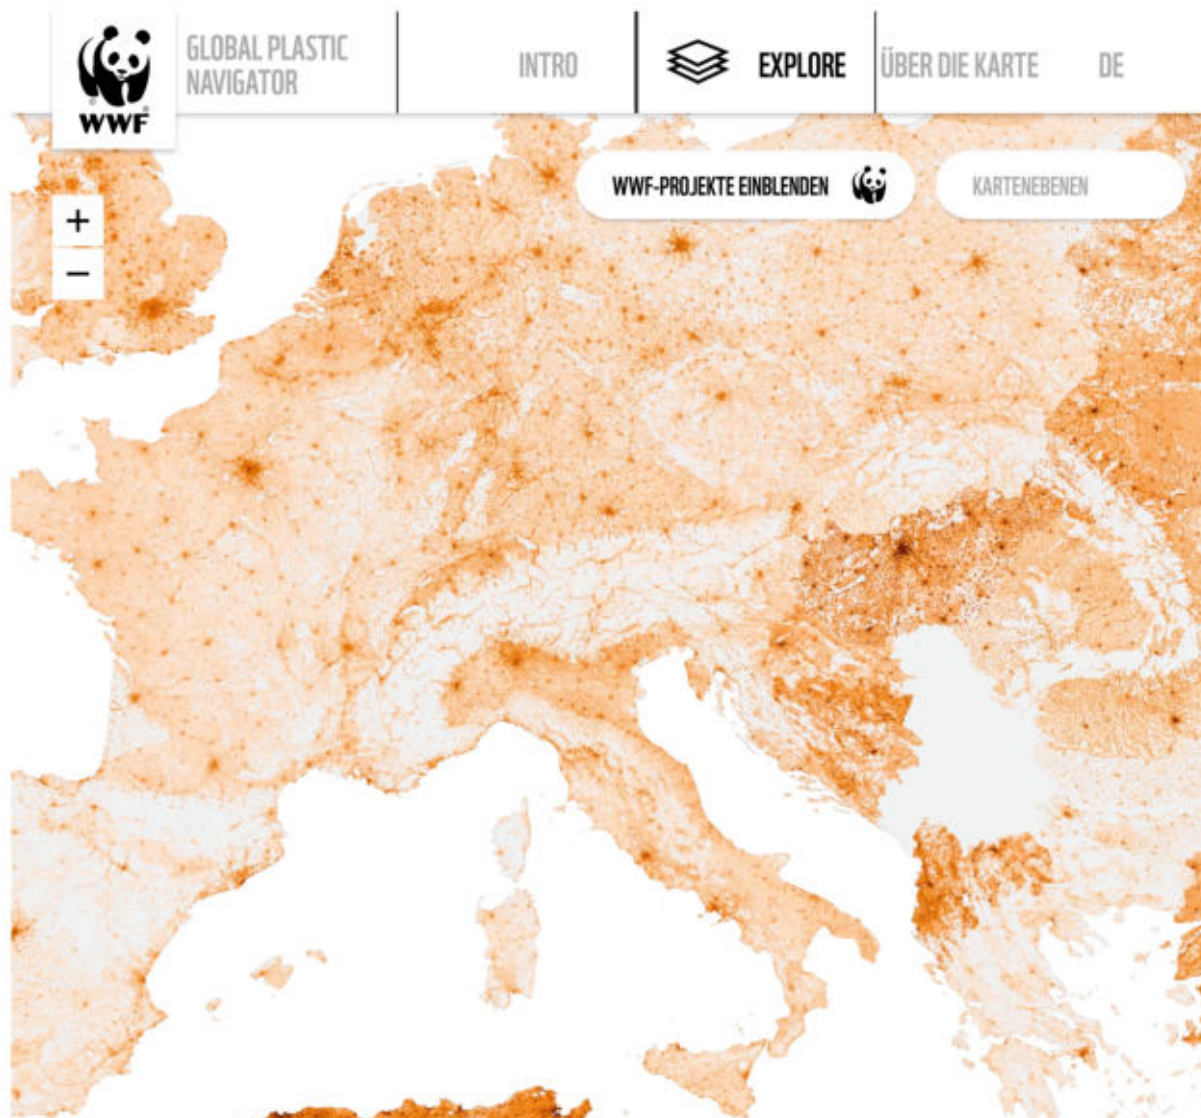 WWF
GLOBAL PLASTIC
NAVIGATOR
INTRO
EXPLORE
ÜBER DIE KARTE
DE
WWF-PROJEKTE EINBLENDEN
KARTENEBENEN
+
−